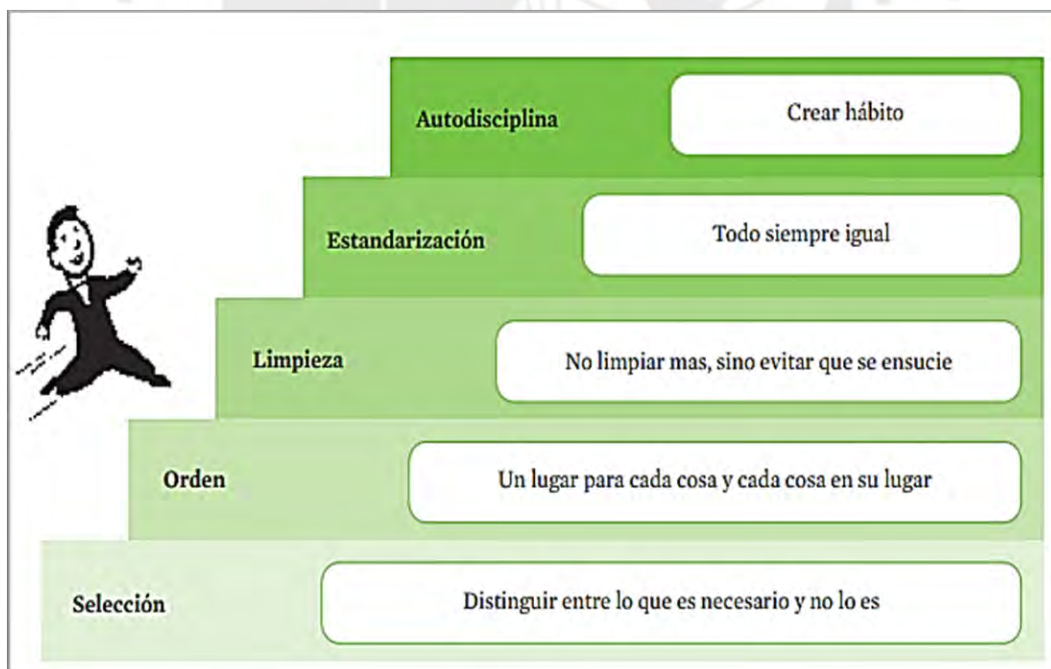 Autodisciplina
Crear hábito
Estandarización
Todo siempre igual
Limpieza
No limpiar mas, sino evitar que se ensucie
Orden
Un lugar para cada cosa y cada cosa en su lugar
Selección
Distinguir entre lo que es necesario y no lo es